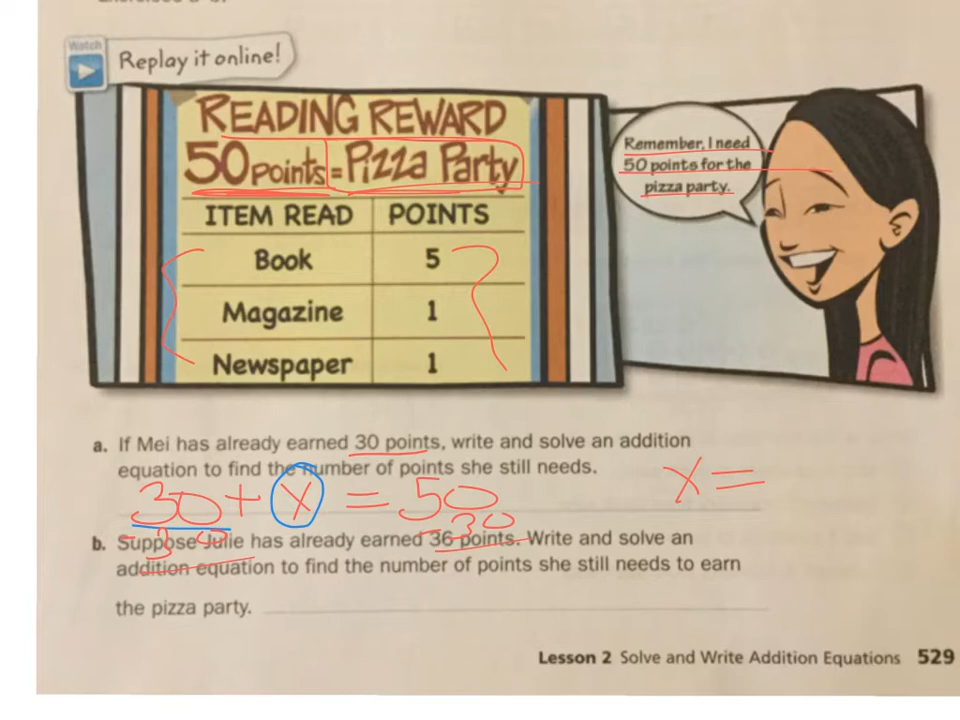 Watch
Replay it online!
READING REWARD
50 POINTS = PIZZA PARTY
ITEM READ POINTS
Book 5
Magazine 1
Newspaper 1
Remember, I need
50 points for the
pizza party.
a. If Mei has already earned 30 points, write and solve an addition
equation to find the number of points she still needs.
30 + x = 50
x =
-30 -30
b. Suppose Julie has already earned 36 points. Write and solve an
addition equation to find the number of points she still needs to earn
the pizza party.
Lesson 2 Solve and Write Addition Equations 529